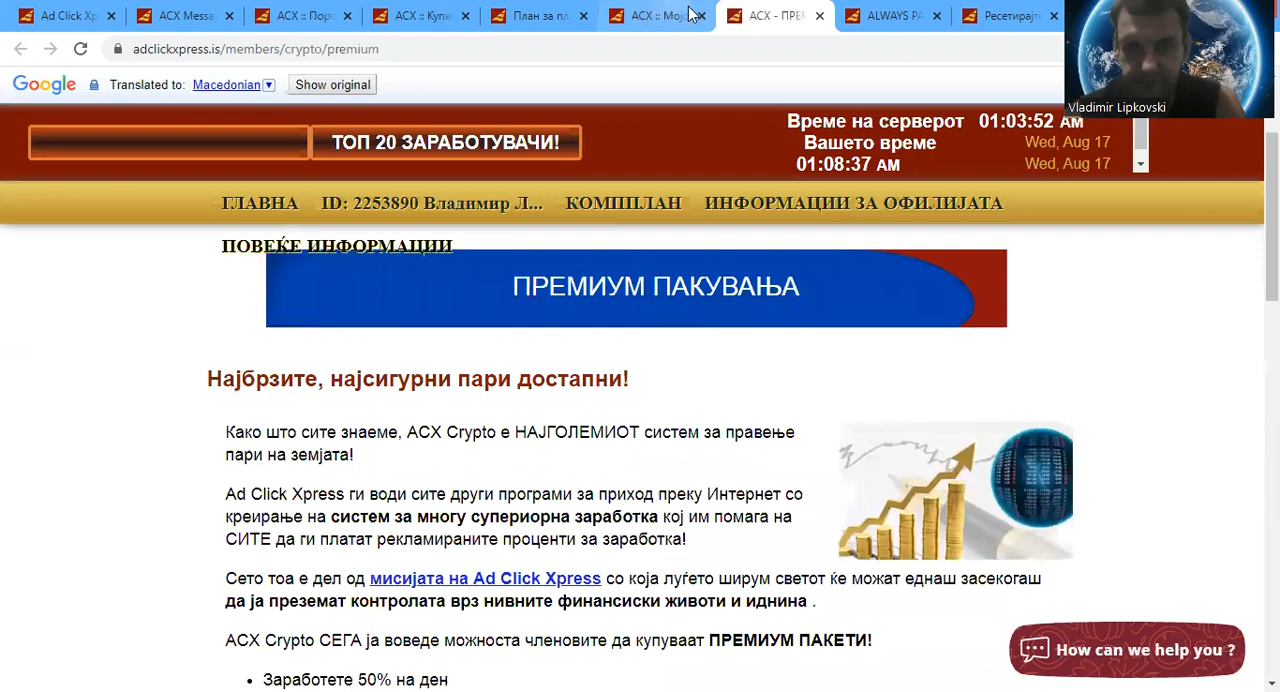 Ad Click Xp
ACX Messa
ACX :: Пор
ACX :: Купе
План за пл
ACX :: Мојо
ACX - ПРЕ
ALWAYS PA
Ресетирајт
adclickxpress.is/members/crypto/premium
Google Translated to: Macedonian Show original
Vladimir Lipkovski
ТОП 20 ЗАРАБОТУВАЧИ!
Време на серверот 01:03:52 AM
Вашето време Wed, Aug 17
01:08:37 AM Wed, Aug 17
ГЛАВНА ID: 2253890 Владимир Л... КОМППЛАН ИНФОРМАЦИИ ЗА ОФИЛИЈАТА
ПОВЕЌЕ ИНФОРМАЦИИ
ПРЕМИУМ ПАКУВАЊА
Најбрзите, најсигурни пари достапни!
Како што сите знаеме, ACX Crypto е НАЈГОЛЕМИОТ систем за правење
пари на земјата!
Ad Click Xpress ги води сите други програми за приход преку Интернет со
креирање на систем за многу супериорна заработка кој им помага на
СИТЕ да ги платат рекламираните проценти за заработка!
Сето тоа е дел од мисијата на Ad Click Xpress со која луѓето ширум светот ќе можат еднаш засекогаш
да ја преземат контролата врз нивните финансиски животи и иднина .
ACX Crypto СЕГА ја воведе можноста членовите да купуваат ПРЕМИУМ ПАКЕТИ!
• Заработете 50% на ден
How can we help you ?